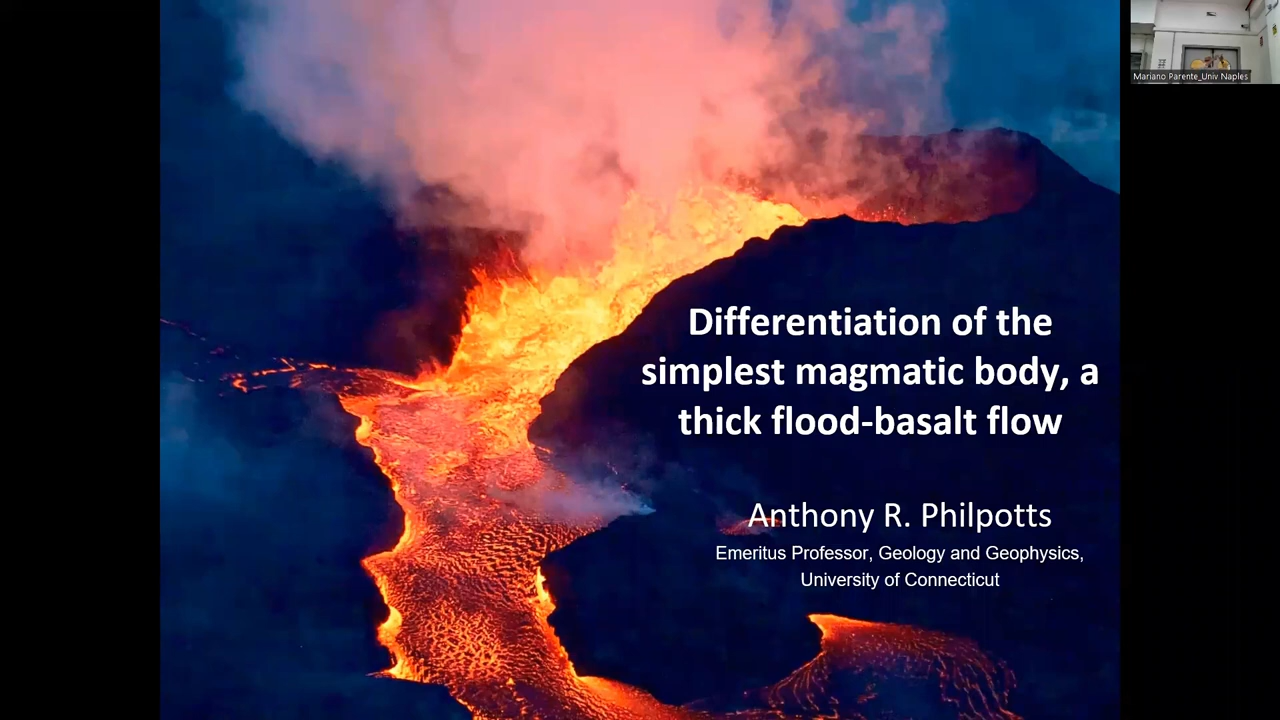 Mariano Parente_Univ Naples
Differentiation of the
simplest magmatic body, a
thick flood-basalt flow
Anthony R. Philpotts
Emeritus Professor, Geology and Geophysics,
University of Connecticut